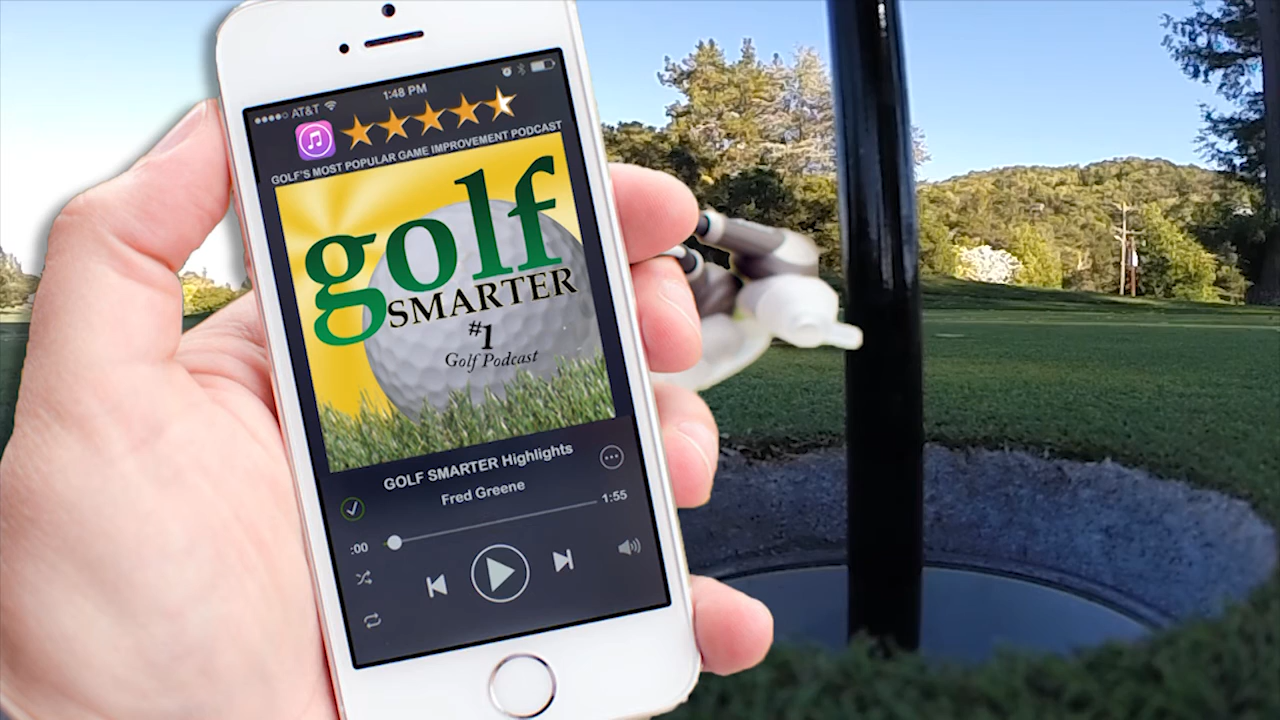 AT&T
1:48 PM
GOLF'S MOST POPULAR GAME IMPROVEMENT PODCAST
golf
SMARTER
#1
Golf Podcast
GOLF SMARTER Highlights
Fred Greene
:00
1:55